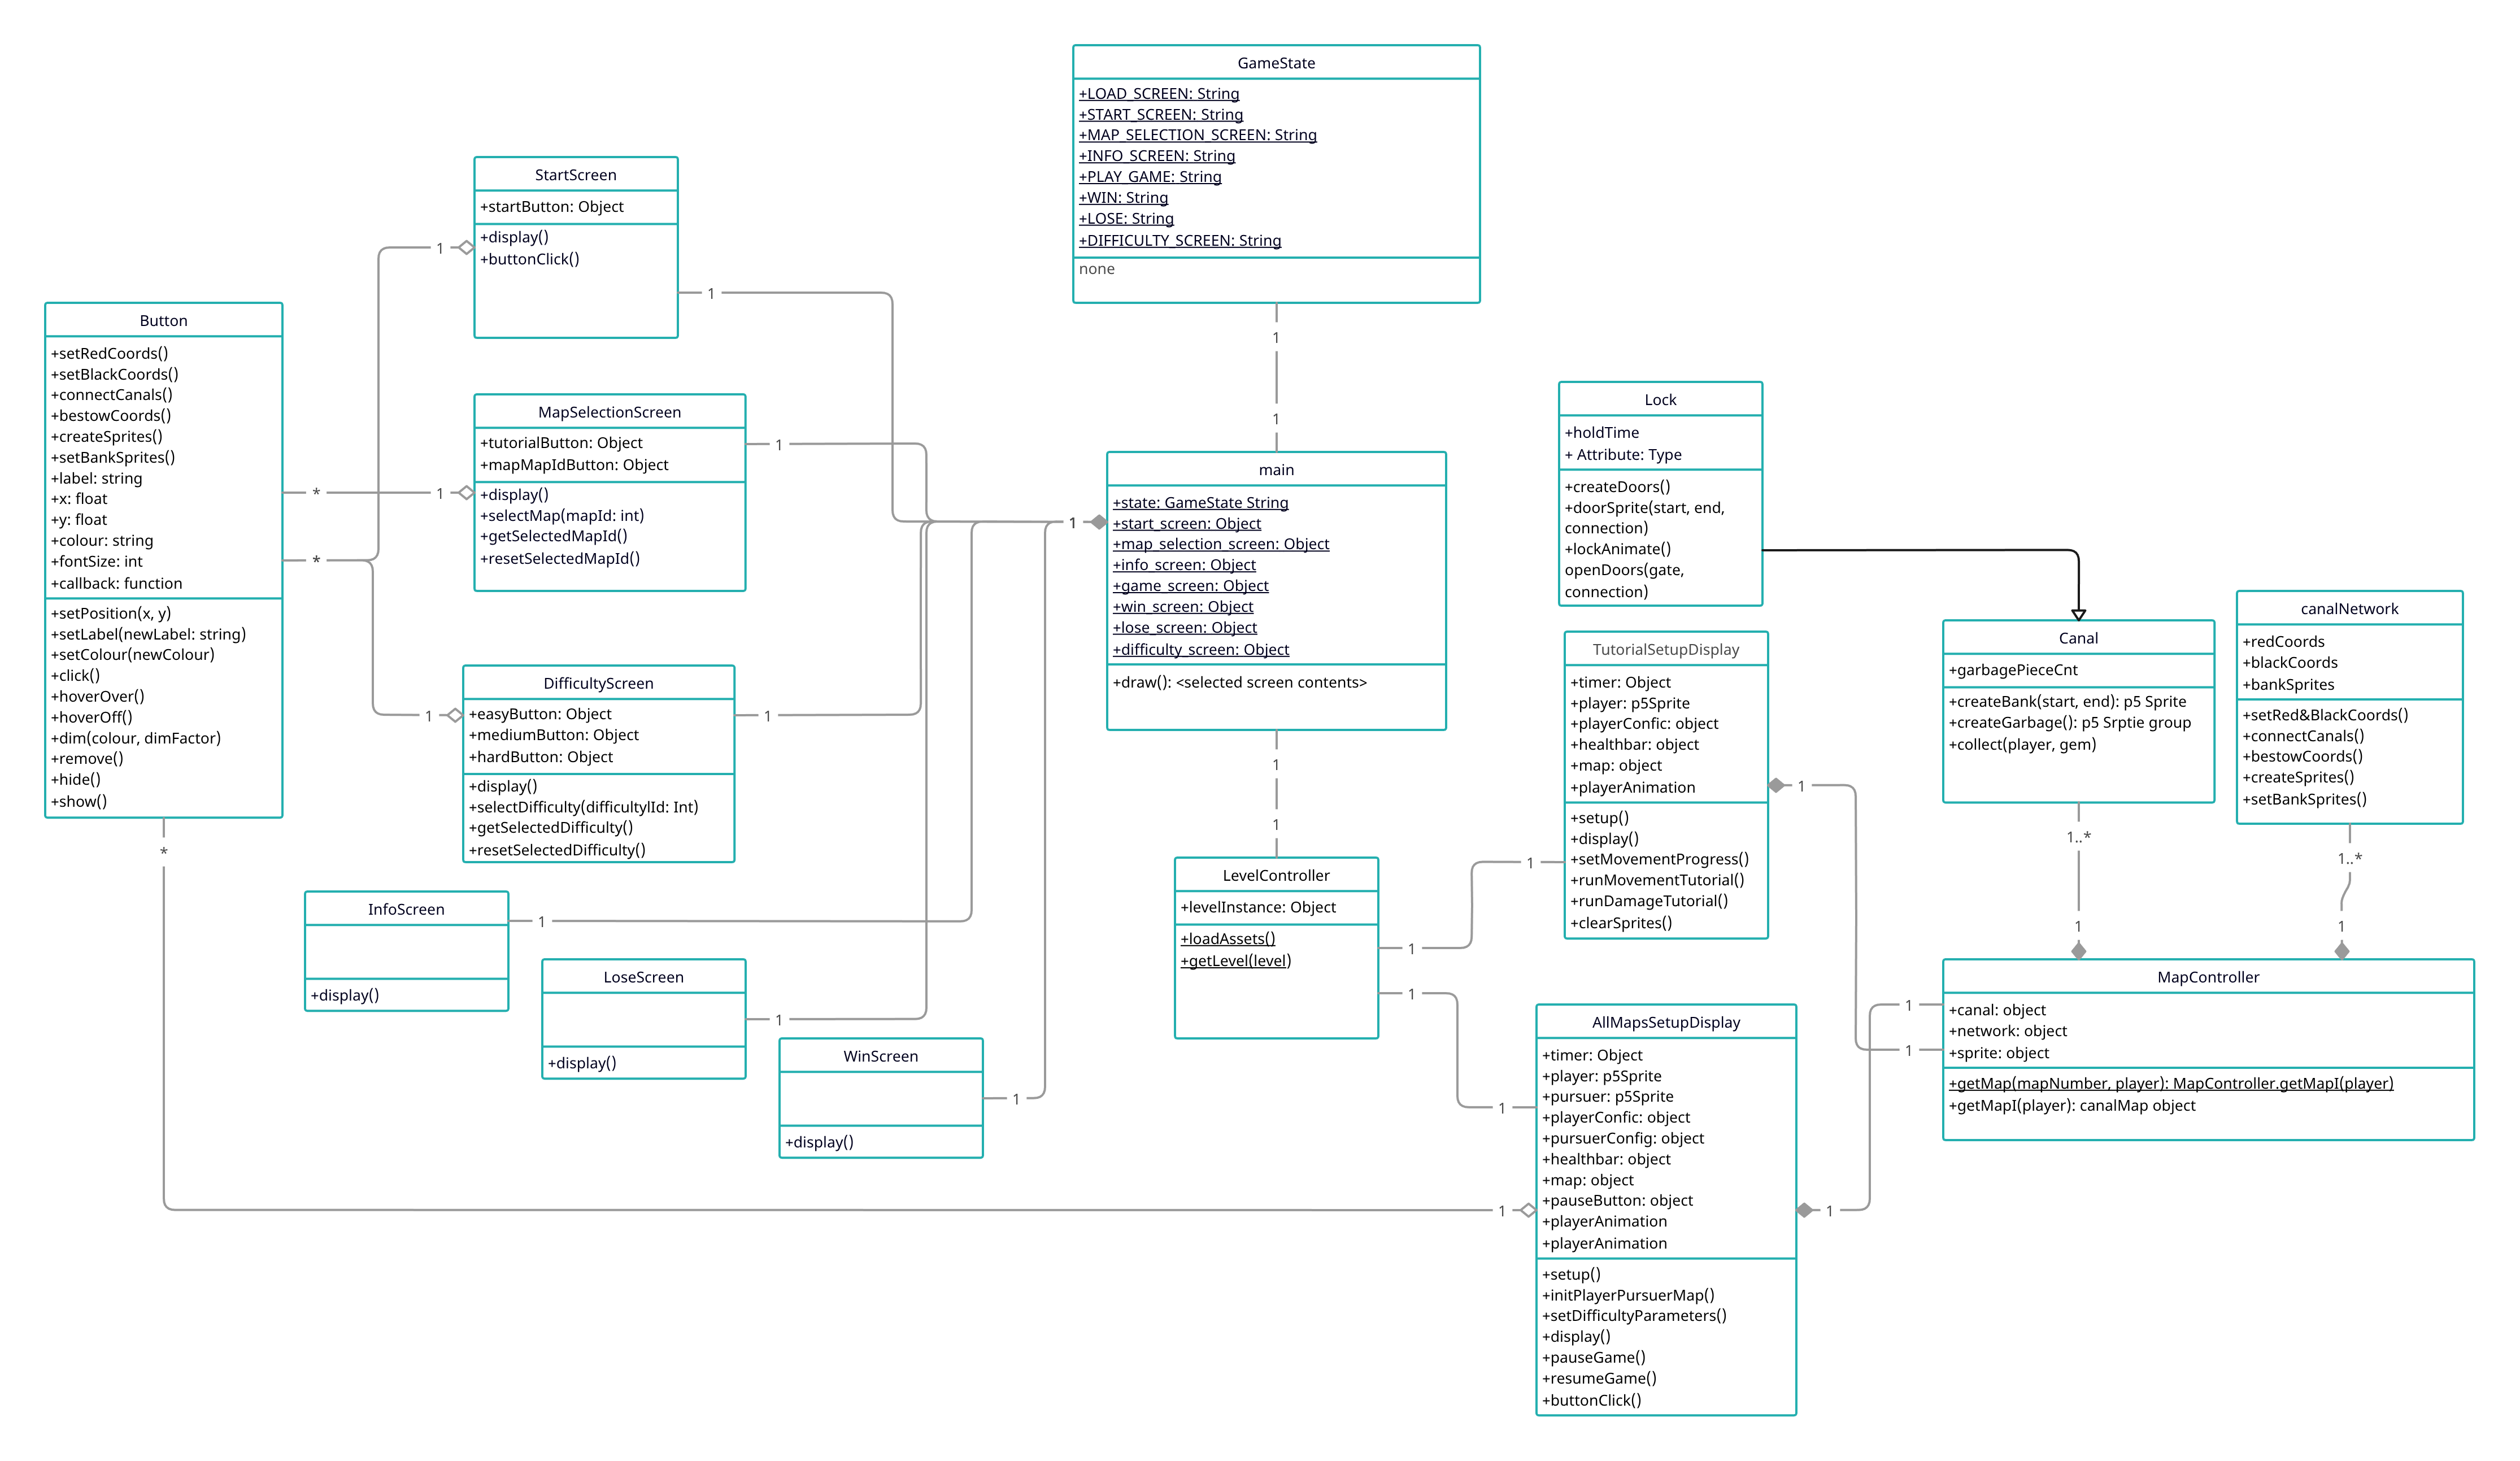 GameState
+LOAD_SCREEN: String
+START_SCREEN: String
+MAP_SELECTION_SCREEN: String
+INFO_SCREEN: String
+PLAY_GAME: String
+WIN: String
+LOSE: String
+DIFFICULTY_SCREEN: String
none
1
1
StartScreen
+startButton: Object
+display()
+buttonClick()
1
1
Button
+setRedCoords()
+setBlackCoords()
+connectCanals()
+bestowCoords()
+createSprites()
+setBankSprites()
+label: string
+x: float
+y: float
+colour: string
+fontSize: int
+callback: function
+setPosition(x, y)
+setLabel(newLabel: string)
+setColour(newColour)
+click()
+hoverOver()
+hoverOff()
+dim(colour, dimFactor)
+remove()
+hide()
+show()
*
*
*
MapSelectionScreen
+tutorialButton: Object
+mapMapIdButton: Object
+display()
+selectMap(mapId: int)
+getSelectedMapId()
+resetSelectedMapId()
1
1
DifficultyScreen
+easyButton: Object
+mediumButton: Object
+hardButton: Object
+display()
+selectDifficulty(difficultylId: Int)
+getSelectedDifficulty()
+resetSelectedDifficulty()
1
1
InfoScreen
+display()
1
LoseScreen
+display()
1
WinScreen
+display()
1
main
+state: GameState String
+start_screen: Object
+map_selection_screen: Object
+info_screen: Object
+game_screen: Object
+win_screen: Object
+lose_screen: Object
+difficulty_screen: Object
+draw(): <selected screen contents>
1
1
1
LevelController
+levelInstance: Object
+loadAssets()
+getLevel(level)
1
1
Lock
+holdTime
+ Attribute: Type
+createDoors()
+doorSprite(start, end,
connection)
+lockAnimate()
openDoors(gate,
connection)
TutorialSetupDisplay
+timer: Object
+player: p5Sprite
+playerConfic: object
+healthbar: object
+map: object
+playerAnimation
+setup()
+display()
+setMovementProgress()
+runMovementTutorial()
+runDamageTutorial()
+clearSprites()
1
1
AllMapsSetupDisplay
+timer: Object
+player: p5Sprite
+pursuer: p5Sprite
+playerConfic: object
+pursuerConfig: object
+healthbar: object
+map: object
+pauseButton: object
+playerAnimation
+playerAnimation
+setup()
+initPlayerPursuerMap()
+setDifficultyParameters()
+display()
+pauseGame()
+resumeGame()
+buttonClick()
1
1
1
Canal
+garbagePieceCnt
+createBank(start, end): p5 Sprite
+createGarbage(): p5 Srptie group
+collect(player, gem)
1..*
1
canalNetwork
+redCoords
+blackCoords
+bankSprites
+setRed&BlackCoords()
+connectCanals()
+bestowCoords()
+createSprites()
+setBankSprites()
1..*
1
MapController
+canal: object
+network: object
+sprite: object
+getMap(mapNumber, player): MapController.getMapI(player)
+getMapI(player): canalMap object
1
1